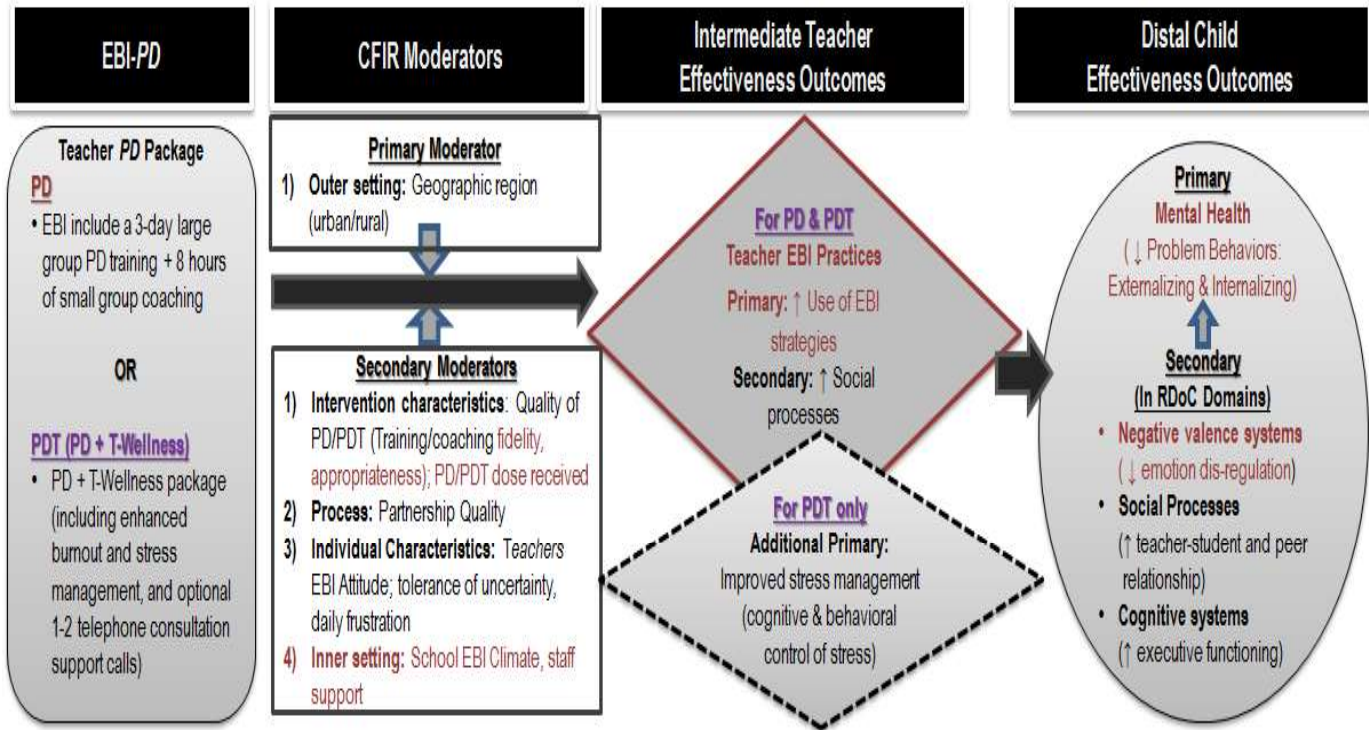 EBI-PD
Teacher PD Package
PD
• EBI include a 3-day large
group PD training + 8 hours
of small group coaching
OR
PDT (PD + T-Wellness)
• PD + T-Wellness package
(including enhanced
burnout and stress
management, and optional
1-2 telephone consultation
support calls)
CFIR Moderators
Primary Moderator
1) Outer setting: Geographic region
(urban/rural)
Secondary Moderators
1) Intervention characteristics: Quality of
PD/PDT (Training/coaching fidelity,
appropriateness); PD/PDT dose received
2) Process: Partnership Quality
3) Individual Characteristics: Teachers
EBI Attitude; tolerance of uncertainty,
daily frustration
4) Inner setting: School EBI Climate, staff
support
Intermediate Teacher
Effectiveness Outcomes
For PD & PDT
Teacher EBI Practices
Primary: ↑ Use of EBI
strategies
Secondary: ↑ Social
processes
For PDT only
Additional Primary:
Improved stress management
(cognitive & behavioral
control of stress)
Distal Child
Effectiveness Outcomes
Primary
Mental Health
( ↓ Problem Behaviors:
Externalizing & Internalizing)
Secondary
(In RDoC Domains)
• Negative valence systems
( ↓ emotion dis-regulation)
• Social Processes
(↑ teacher-student and peer
relationship)
• Cognitive systems
(↑ executive functioning)